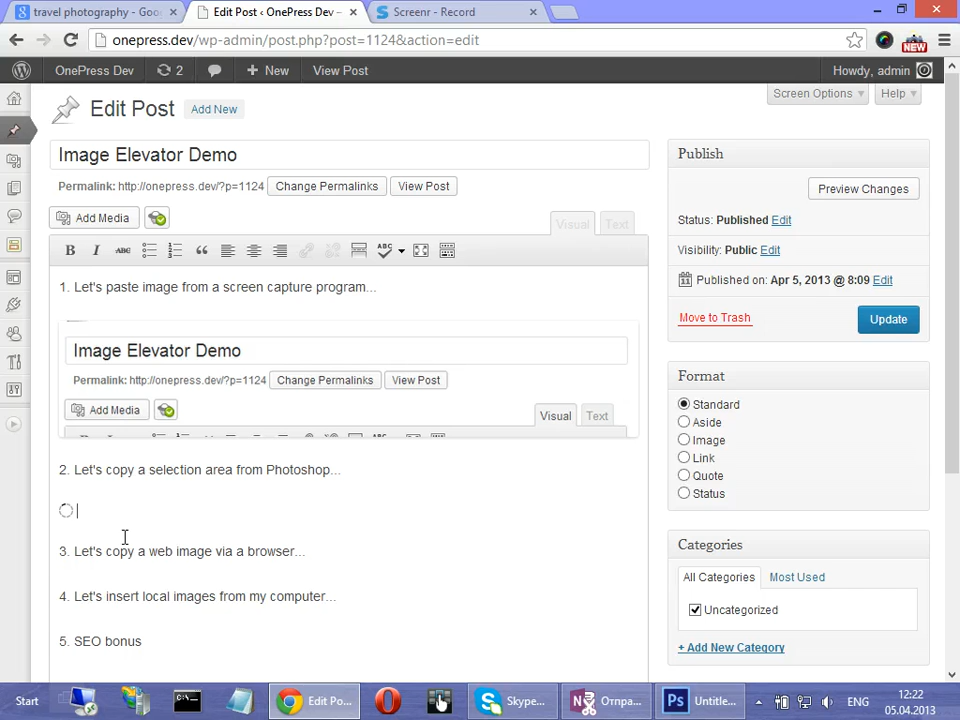 travel photography - Goo
Edit Post ‹ OnePress Dev –
Screenr - Record
onepress.dev/wp-admin/post.php?post=1124&action=edit
NEW
OnePress Dev
2
New
View Post
Howdy, admin
Edit Post
Add New
Screen Options
Help
Image Elevator Demo
Permalink: http://onepress.dev/?p=1124
Change Permalinks
View Post
Add Media
Visual
Text
B I ABC
ABC
1. Let's paste image from a screen capture program...
Image Elevator Demo
Permalink: http://onepress.dev/?p=1124
Change Permalinks
View Post
Add Media
Visual
Text
2. Let's copy a selection area from Photoshop...
3. Let's copy a web image via a browser...
4. Let's insert local images from my computer...
5. SEO bonus
Publish
Preview Changes
Status: Published Edit
Visibility: Public Edit
Published on: Apr 5, 2013 @ 8:09 Edit
Move to Trash
Update
Format
Standard
Aside
Image
Link
Quote
Status
Categories
All Categories
Most Used
Uncategorized
+ Add New Category
Start
Edit Po...
Skype...
Отпра...
Ps
Untitle...
ENG
12:22
05.04.2013